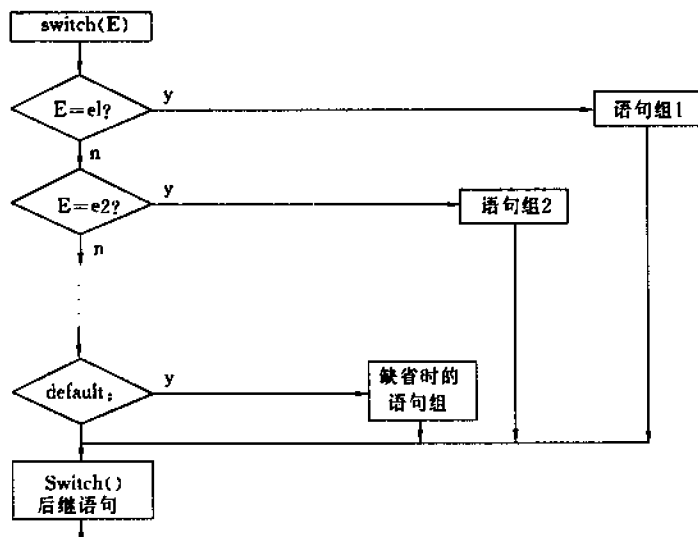 switch(E)
E=e1?
y
语句组1
n
E=e2?
y
语句组2
n
default:
y
缺省时的
语句组
Switch()
后继语句